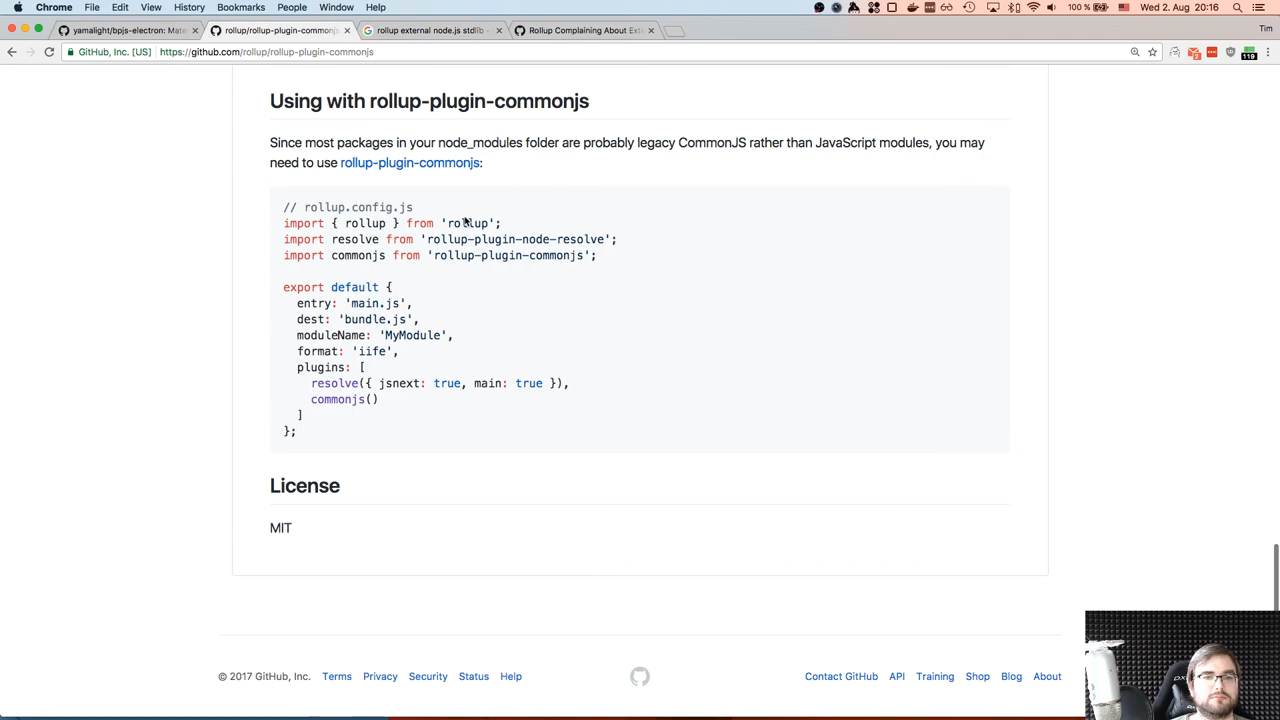 Chrome File Edit View History Bookmarks People Window Help 100 % Wed 2. Aug 20:16
yamalight/bpjs-electron: Mate rollup/rollup-plugin-commonjs rollup external node.js stdlib - Rollup Complaining About Ext Tim
GitHub, Inc. [US] https://github.com/rollup/rollup-plugin-commonjs 2 119
Using with rollup-plugin-commonjs
Since most packages in your node_modules folder are probably legacy CommonJS rather than JavaScript modules, you may
need to use rollup-plugin-commonjs:
// rollup.config.js
import { rollup } from 'rollup';
import resolve from 'rollup-plugin-node-resolve';
import commonjs from 'rollup-plugin-commonjs';
export default {
entry: 'main.js',
dest: 'bundle.js',
moduleName: 'MyModule',
format: 'iife',
plugins: [
resolve({ jsnext: true, main: true }),
commonjs()
]
};
License
MIT
© 2017 GitHub, Inc. Terms Privacy Security Status Help Contact GitHub API Training Shop Blog About